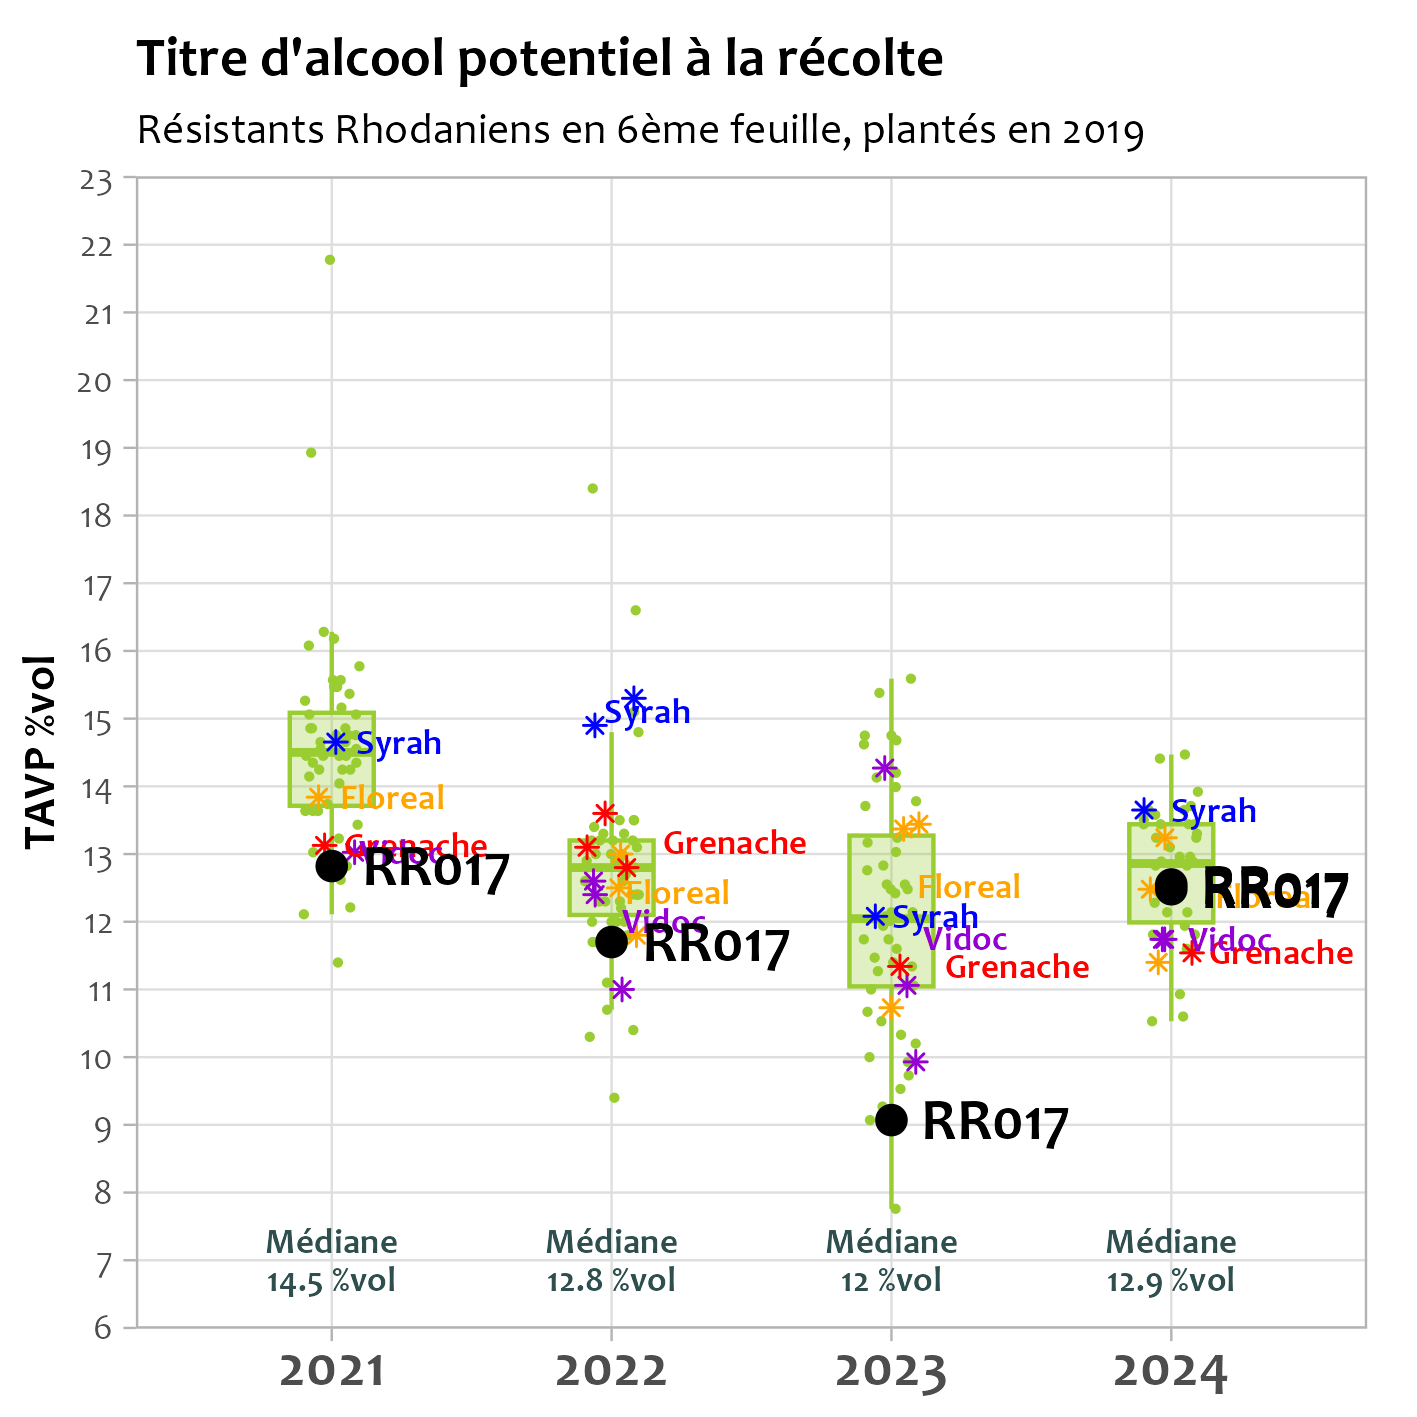 Titre d'alcool potentiel à la récolte
Résistants Rhodaniens en 6ème feuille, plantés en 2019
TAVP %vol
23
22
21
20
19
18
17
16
15
14
13
12
11
10
9
8
7
6
Syrah
Floreal
Grenache
Vidoc
RR017
Syrah
Grenache
Floreal
Vidoc
RR017
Floreal
Syrah
Vidoc
Grenache
RR017
Syrah
RR017
Floreal
Vidoc
Grenache
Médiane
14.5 %vol
Médiane
12.8 %vol
Médiane
12 %vol
Médiane
12.9 %vol
2021
2022
2023
2024